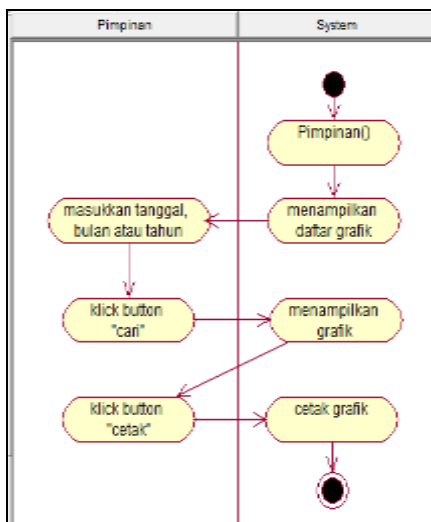 Pimpinan
System
Pimpinan()
menampilkan
daftar grafik
masukkan tanggal,
bulan atau tahun
klick button
"cari"
menampilkan
grafik
klick button
"cetak"
cetak grafik